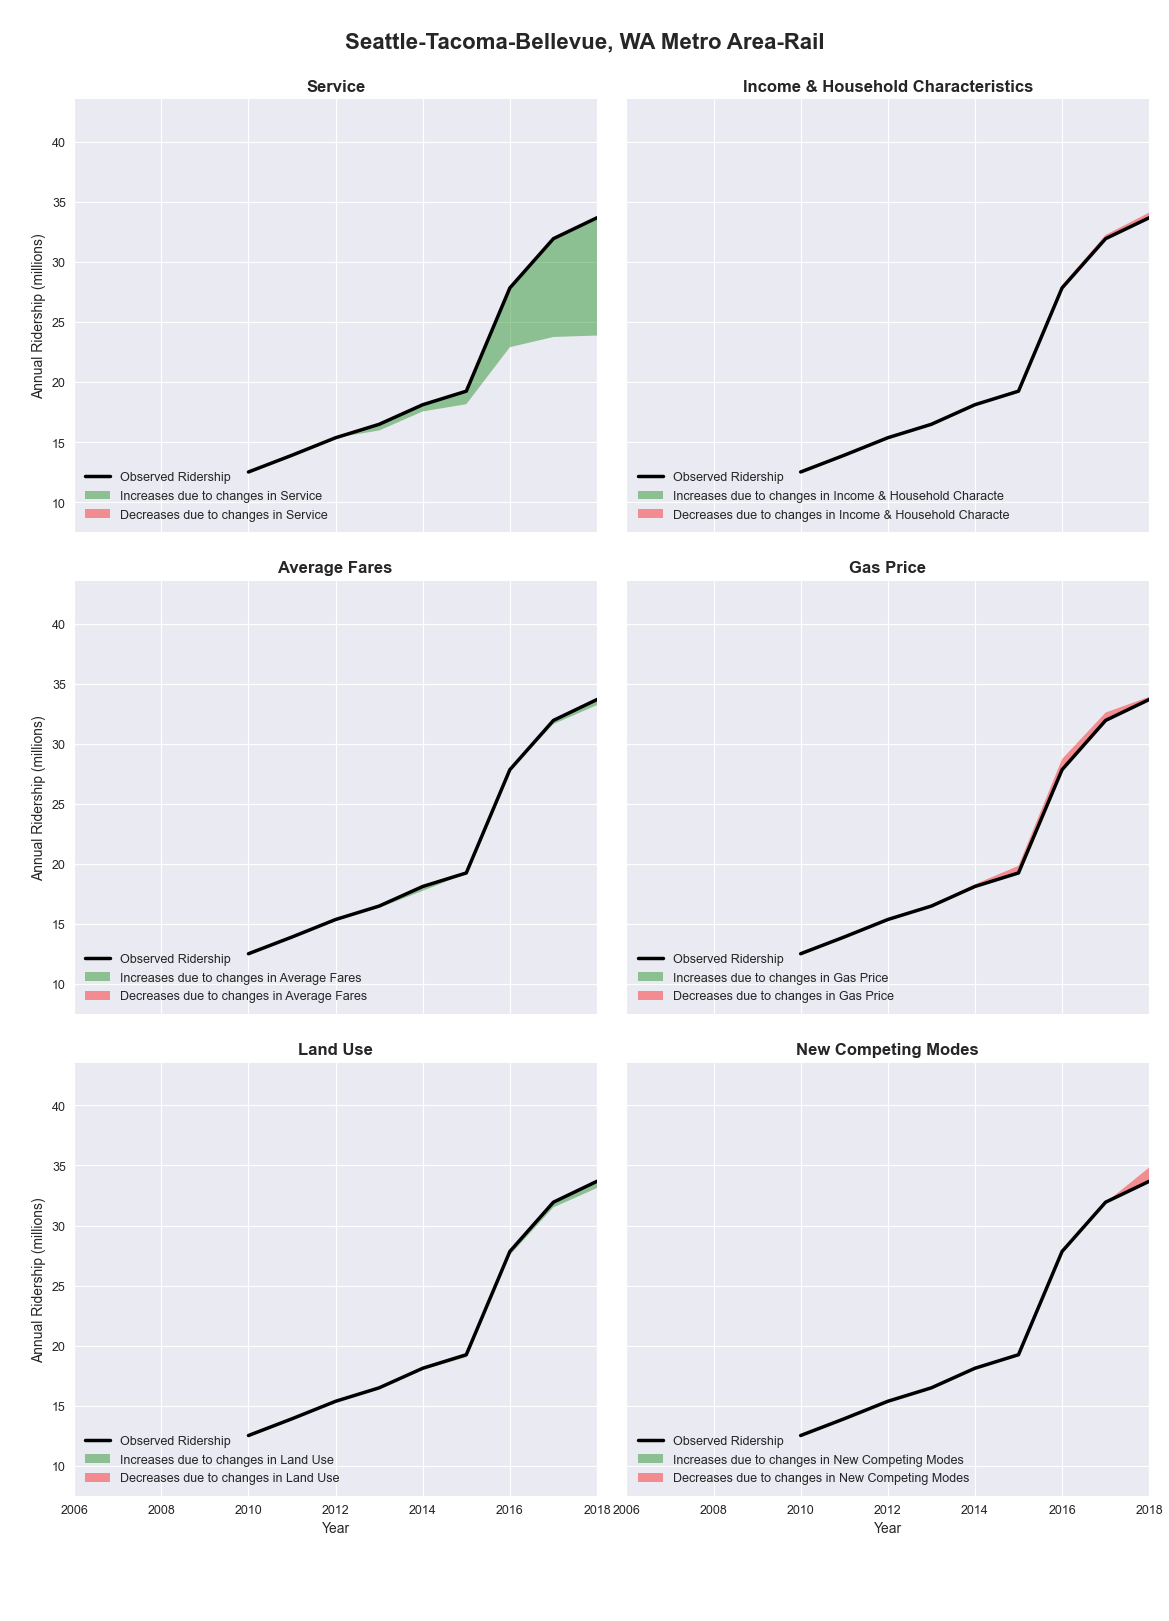 Seattle-Tacoma-Bellevue, WA Metro Area-Rail
Service
Income & Household Characteristics
40
35
30
25
20
15
10
Annual Ridership (millions)
Observed Ridership
Increases due to changes in Service
Decreases due to changes in Service
Observed Ridership
Increases due to changes in Income & Household Characte
Decreases due to changes in Income & Household Characte
Average Fares
Gas Price
40
35
30
25
20
15
10
Annual Ridership (millions)
Observed Ridership
Increases due to changes in Average Fares
Decreases due to changes in Average Fares
Observed Ridership
Increases due to changes in Gas Price
Decreases due to changes in Gas Price
Land Use
New Competing Modes
40
35
30
25
20
15
10
Annual Ridership (millions)
Observed Ridership
Increases due to changes in Land Use
Decreases due to changes in Land Use
Observed Ridership
Increases due to changes in New Competing Modes
Decreases due to changes in New Competing Modes
2006 2008 2010 2012 2014 2016 2018
2006 2008 2010 2012 2014 2016 2018
Year
Year